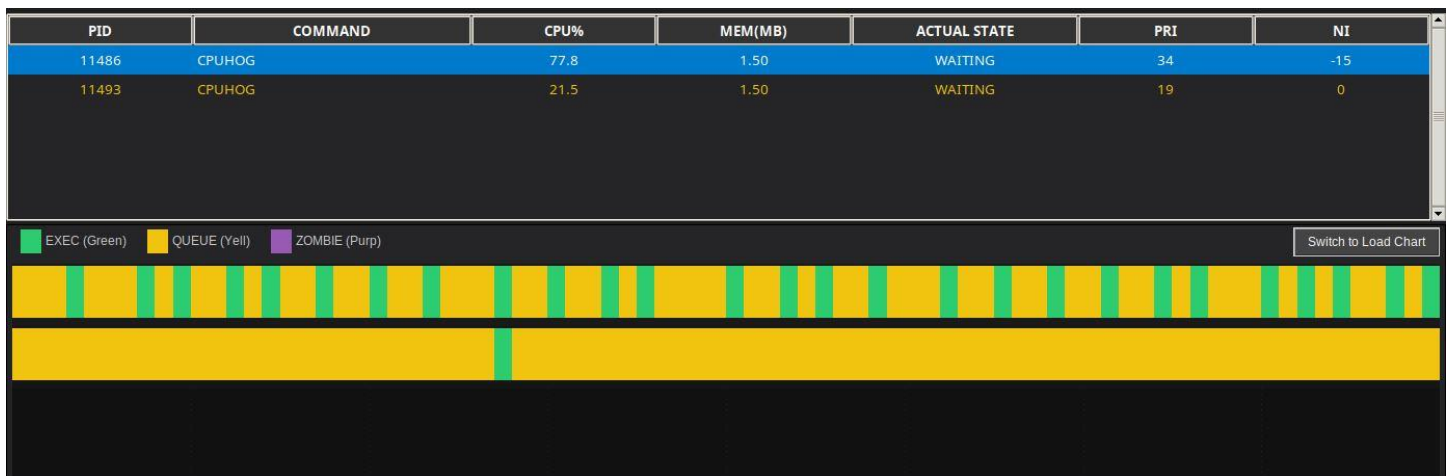 PID COMMAND CPU% MEM(MB) ACTUAL STATE PRI NI
11486 CPUHOG 77.8 1.50 WAITING 34 -15
11493 CPUHOG 21.5 1.50 WAITING 19 0
EXEC (Green) QUEUE (Yell) ZOMBIE (Purp) Switch to Load Chart